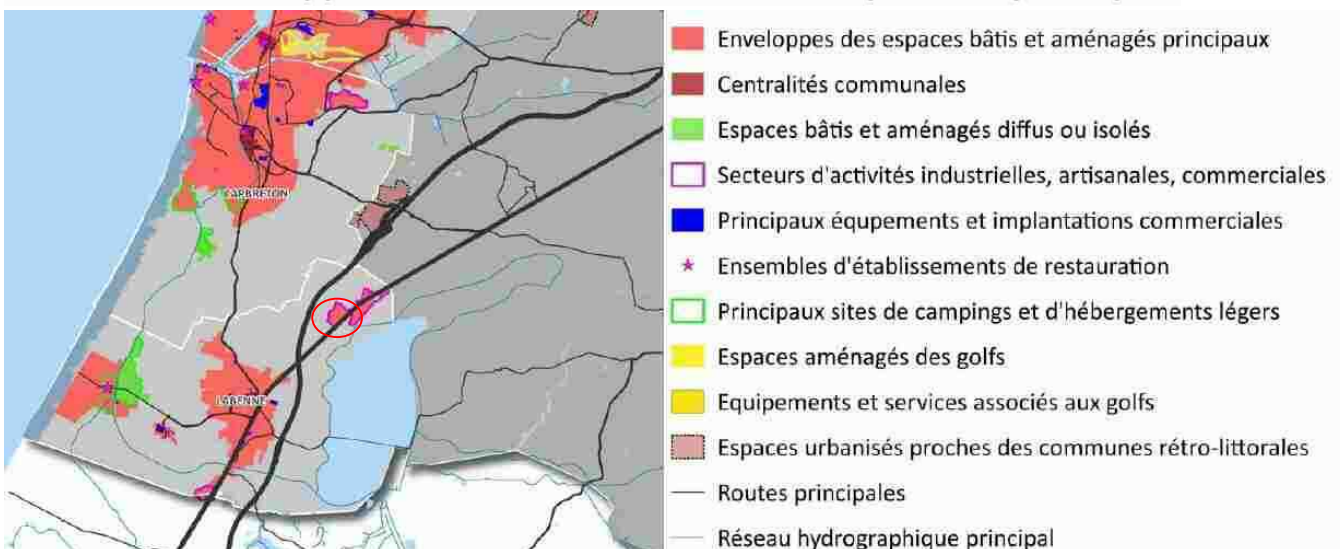 CAPBRETON
LABENNE
Enveloppes des espaces bâtis et aménagés principaux
Centralités communales
Espaces bâtis et aménagés diffus ou isolés
Secteurs d'activités industrielles, artisanales, commerciales
Principaux équpements et implantations commerciales
Ensembles d'établissements de restauration
Principaux sites de campings et d'hébergements légers
Espaces aménagés des golfs
Equipements et services associés aux golfs
Espaces urbanisés proches des communes rétro-littorales
Routes principales
Réseau hydrographique principal